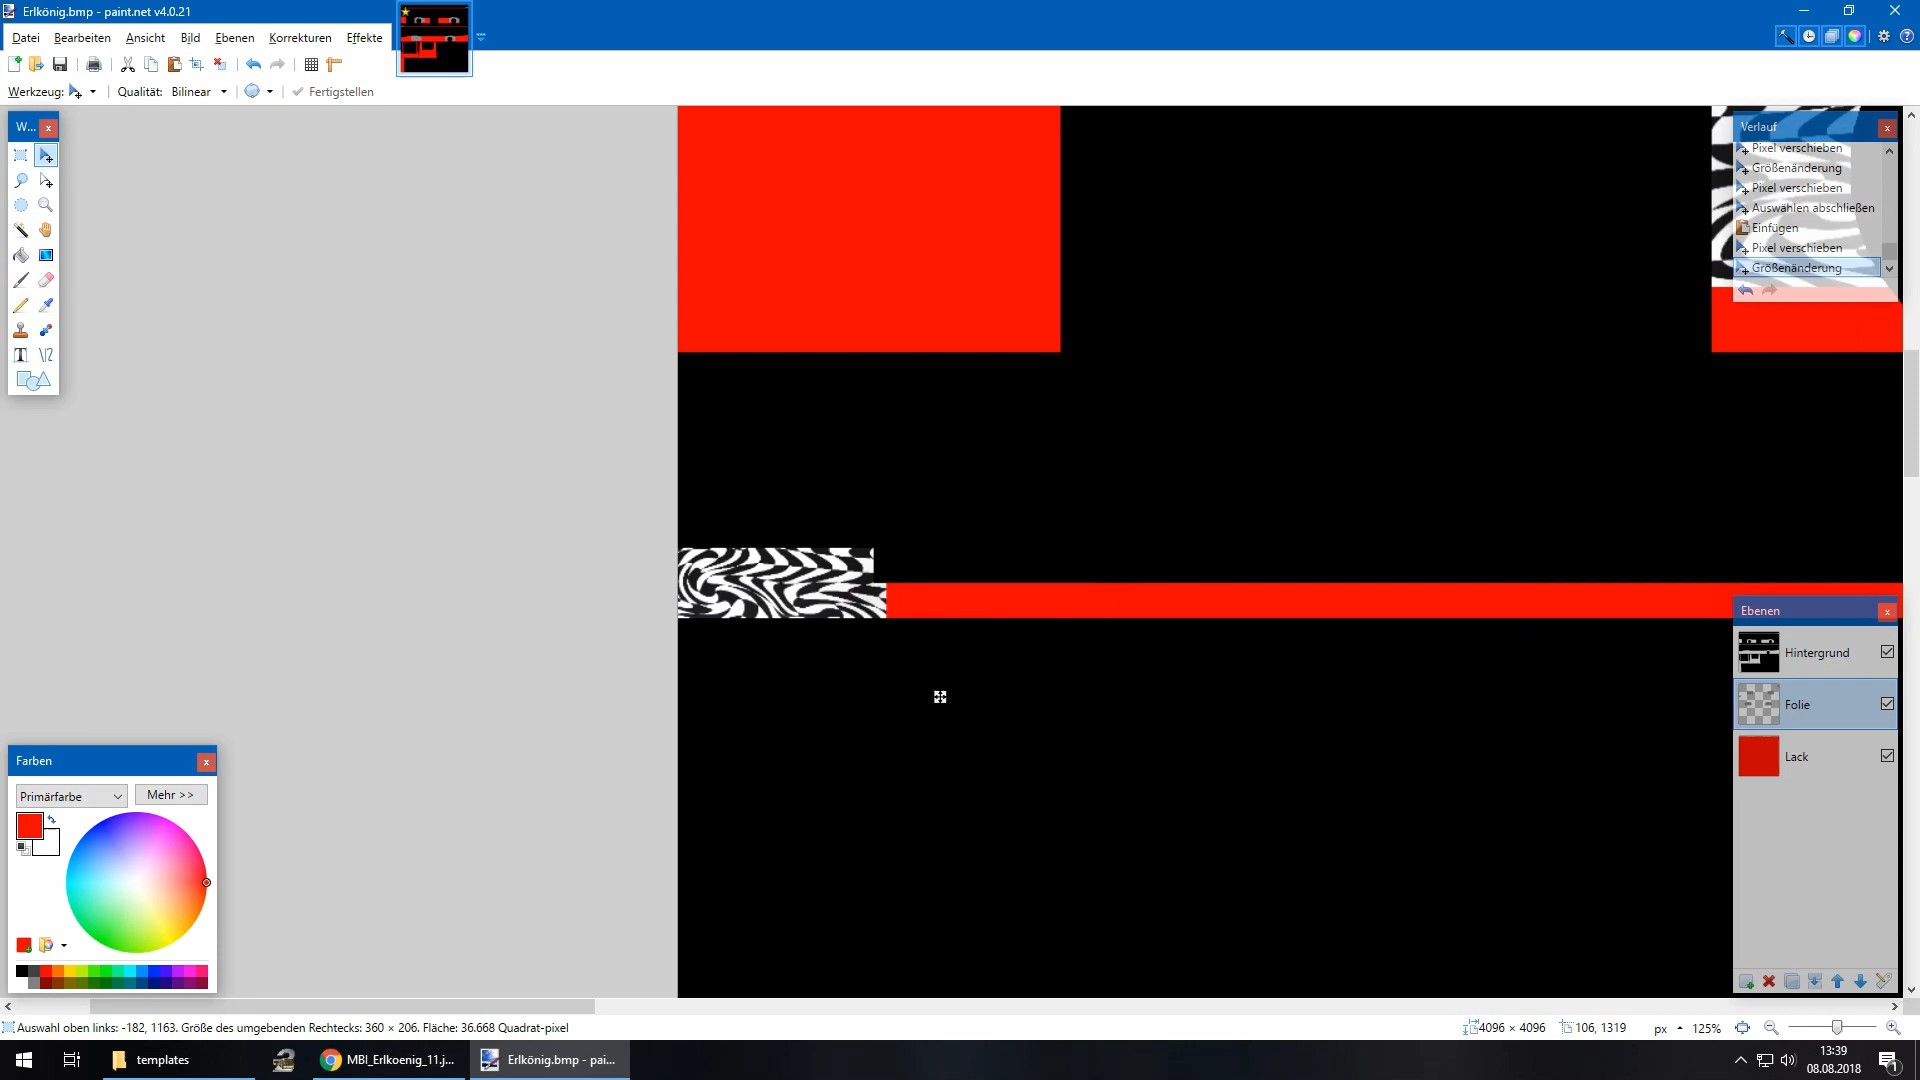 Erlkönig.bmp - paint.net v4.0.21
Datei Bearbeiten Ansicht Bild Ebenen Korrekturen Effekte
Werkzeug: Qualität: Bilinear Fertigstellen
W...
Verlauf
Pixel verschieben
Größenänderung
Pixel verschieben
Auswählen abschließen
Einfügen
Pixel verschieben
Größenänderung
Ebenen
Hintergrund
Folie
Lack
Farben
Primärfarbe Mehr >>
Auswahl oben links: -182, 1163. Größe des umgebenden Rechtecks: 360 × 206. Fläche: 36.668 Quadrat-pixel 4096 × 4096 106, 1319 px 125%
templates MBI_Erlkoenig_11.j... Erlkönig.bmp - pai... 13:39
08.08.2018 1